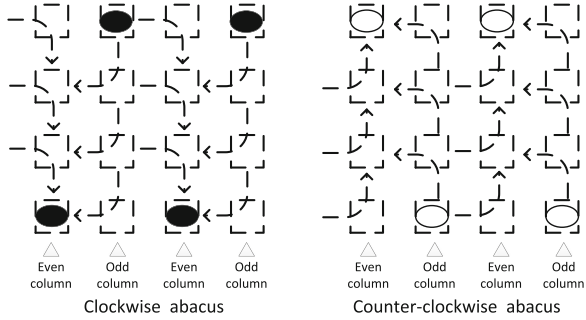 Even column Odd column Even column Odd column
Clockwise abacus
Even column Odd column Even column Odd column
Counter-clockwise abacus